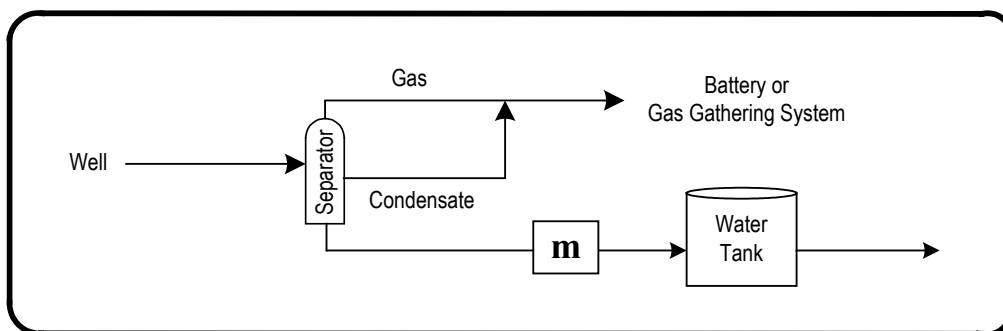 Gas
Battery or
Gas Gathering System
Well
Separator
Condensate
m
Water
Tank